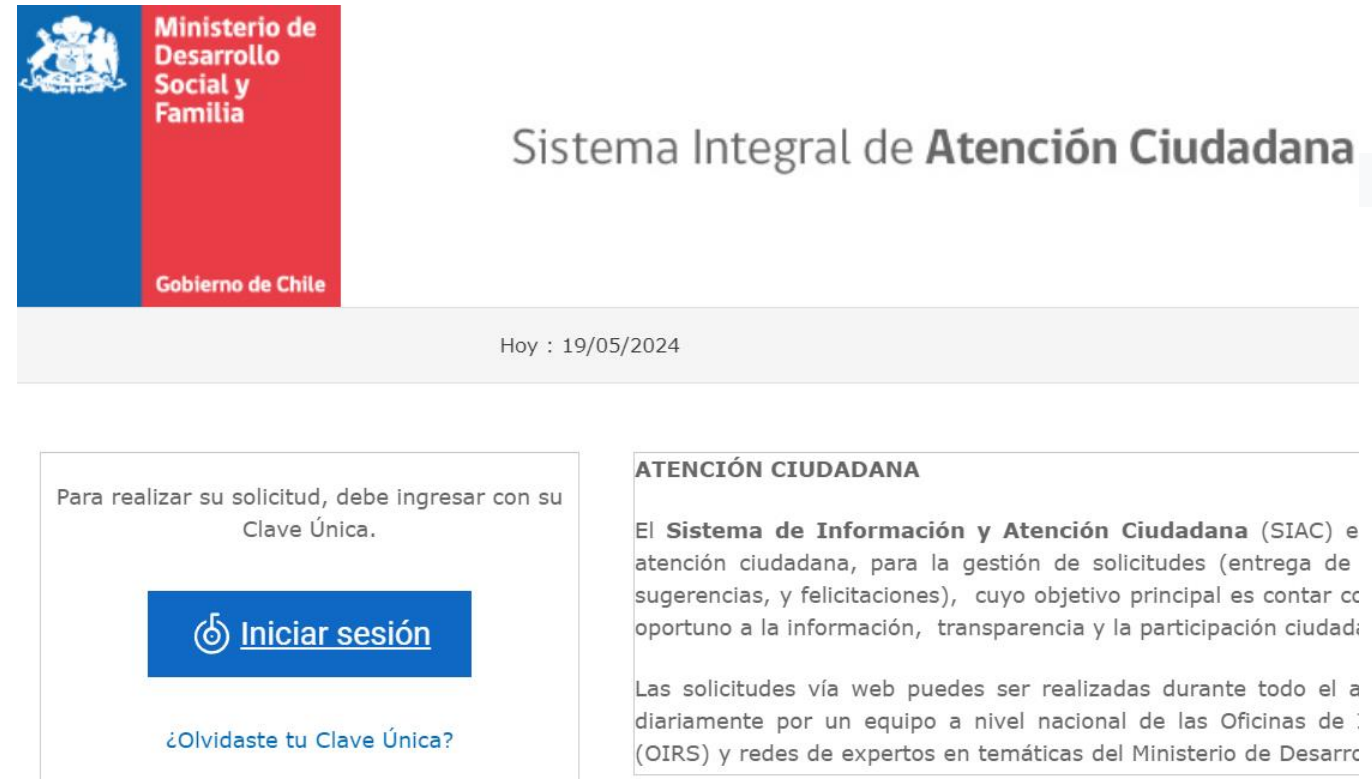 Ministerio de
Desarrollo
Social y
Familia
Gobierno de Chile
Sistema Integral de Atención Ciudadana
Hoy : 19/05/2024
Para realizar su solicitud, debe ingresar con su
Clave Única.
Iniciar sesión
¿Olvidaste tu Clave Única?
ATENCIÓN CIUDADANA
El Sistema de Información y Atención Ciudadana (SIAC) e
atención ciudadana, para la gestión de solicitudes (entrega de
sugerencias, y felicitaciones), cuyo objetivo principal es contar co
oportuno a la información, transparencia y la participación ciudada
Las solicitudes vía web puedes ser realizadas durante todo el a
diariamente por un equipo a nivel nacional de las Oficinas de
(OIRS) y redes de expertos en temáticas del Ministerio de Desarro